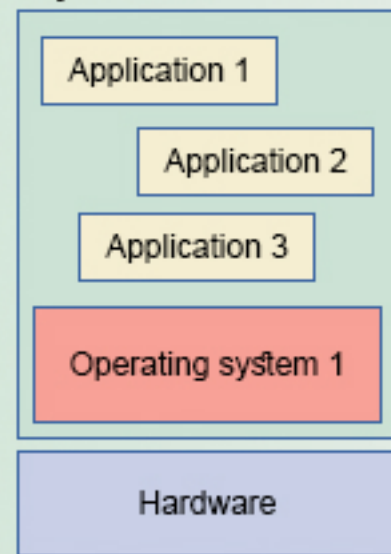 Application 1
Application 2
Application 3
Operating system 1
Hardware